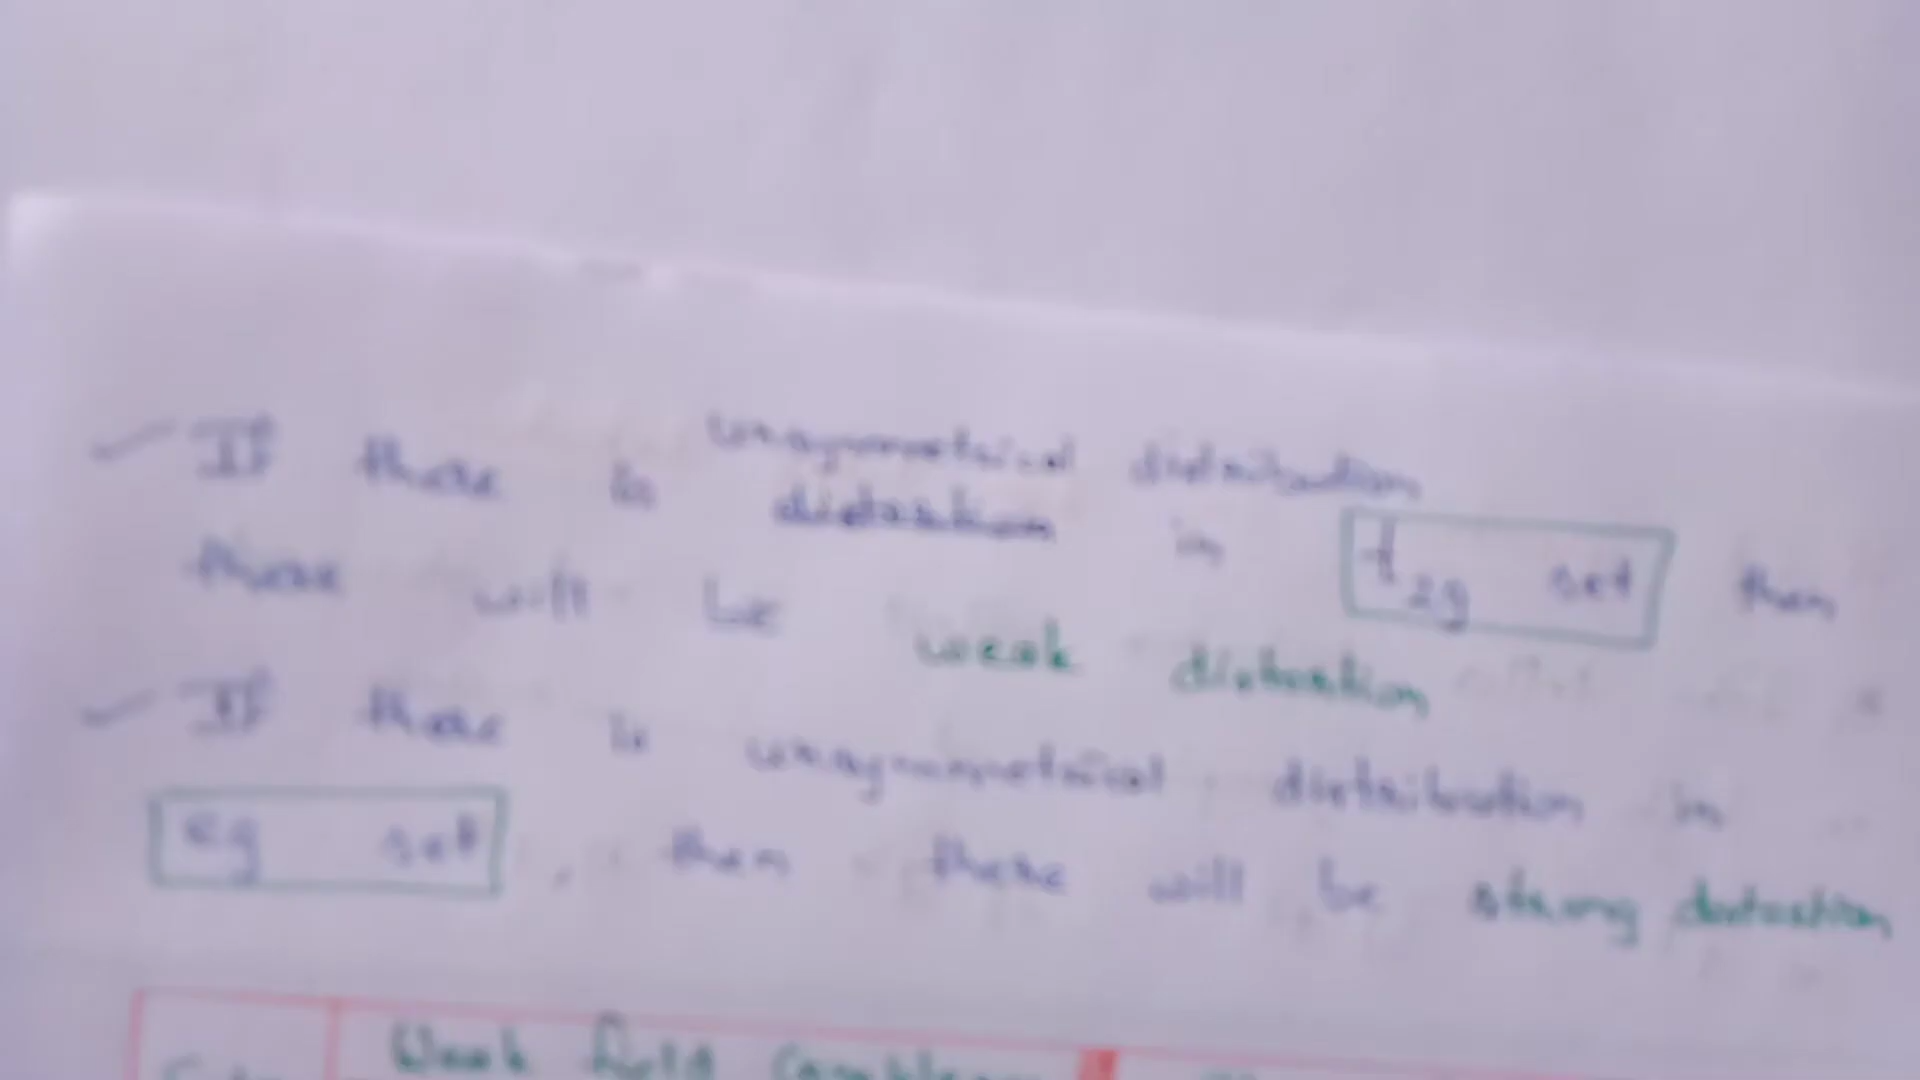 If there is unsymmetrical distribution
distortion in t2g set then
there will be weak distortion
If there is unsymmetrical distribution in
eg set, then there will be strong distortion
Weak field complexes